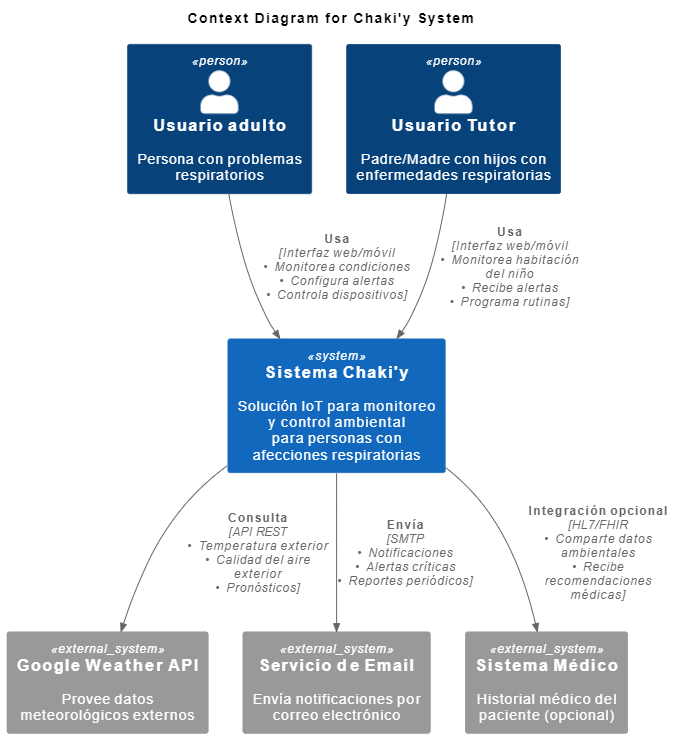 Context Diagram for Chaki'y System
«person»
Usuario adulto
Persona con problemas
respiratorios
«person»
Usuario Tutor
Padre/Madre con hijos con
enfermedades respiratorias
Usa
[Interfaz web/móvil
• Monitorea condiciones
• Configura alertas
• Controla dispositivos]
Usa
[Interfaz web/móvil
• Monitorea habitación
del niño
• Recibe alertas
• Programa rutinas]
«system»
Sistema Chaki'y
Solución IoT para monitoreo
y control ambiental
para personas con
afecciones respiratorias
Consulta
[API REST
• Temperatura exterior
• Calidad del aire
exterior
• Pronósticos]
Envía
[SMTP
• Notificaciones
• Alertas críticas
• Reportes periódicos]
Integración opcional
[HL7/FHIR
• Comparte datos
ambientales
• Recibe
recomendaciones
médicas]
«external_system»
Google Weather API
Provee datos
meteorológicos externos
«external_system»
Servicio de Email
Envía notificaciones por
correo electrónico
«external_system»
Sistema Médico
Historial médico del
paciente (opcional)